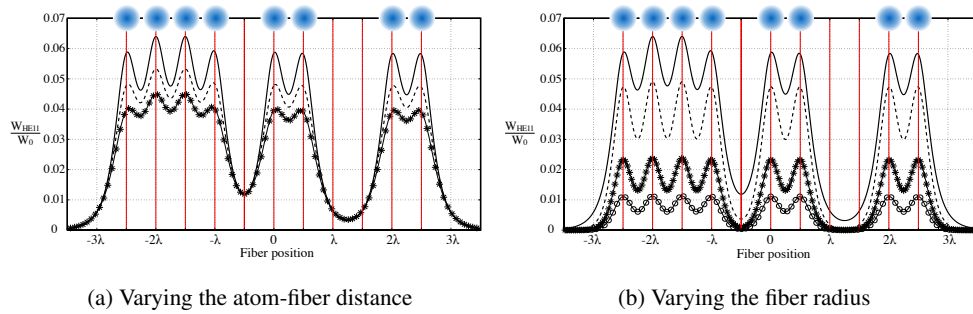 0.07
0.06
0.05
0.04
0.03
0.02
0.01
0
W_HE11
W_0
-3λ -2λ -λ 0 λ 2λ 3λ
Fiber position
(a) Varying the atom-fiber distance
0.07
0.06
0.05
0.04
0.03
0.02
0.01
0
W_HE11
W_0
-3λ -2λ -λ 0 λ 2λ 3λ
Fiber position
(b) Varying the fiber radius